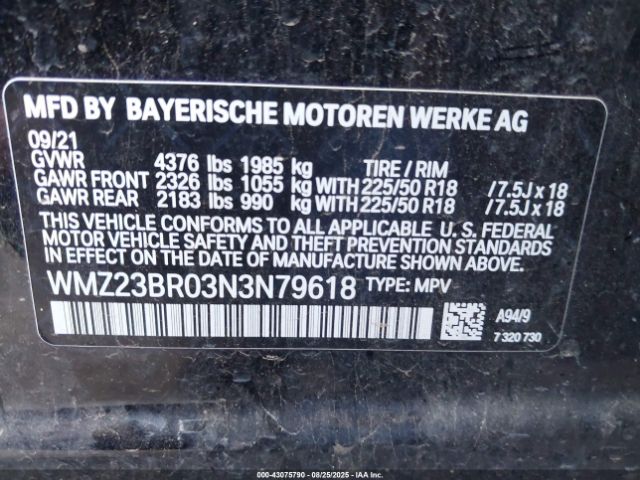 MFD BY BAYERISCHE MOTOREN WERKE AG
09/21
GVWR 4376 lbs 1985 kg TIRE / RIM
GAWR FRONT 2326 lbs 1055 kg WITH 225/50 R18 /7.5J x 18
GAWR REAR 2183 lbs 990 kg WITH 225/50 R18 /7.5J x 18
THIS VEHICLE CONFORMS TO ALL APPLICABLE U. S. FEDERAL
MOTOR VEHICLE SAFETY AND THEFT PREVENTION STANDARDS
IN EFFECT ON THE DATE OF MANUFACTURE SHOWN ABOVE.
WMZ23BR03N3N79618 TYPE: MPV
A94/9
7 320 730
000-43075790 - 08/25/2025 - IAA Inc.